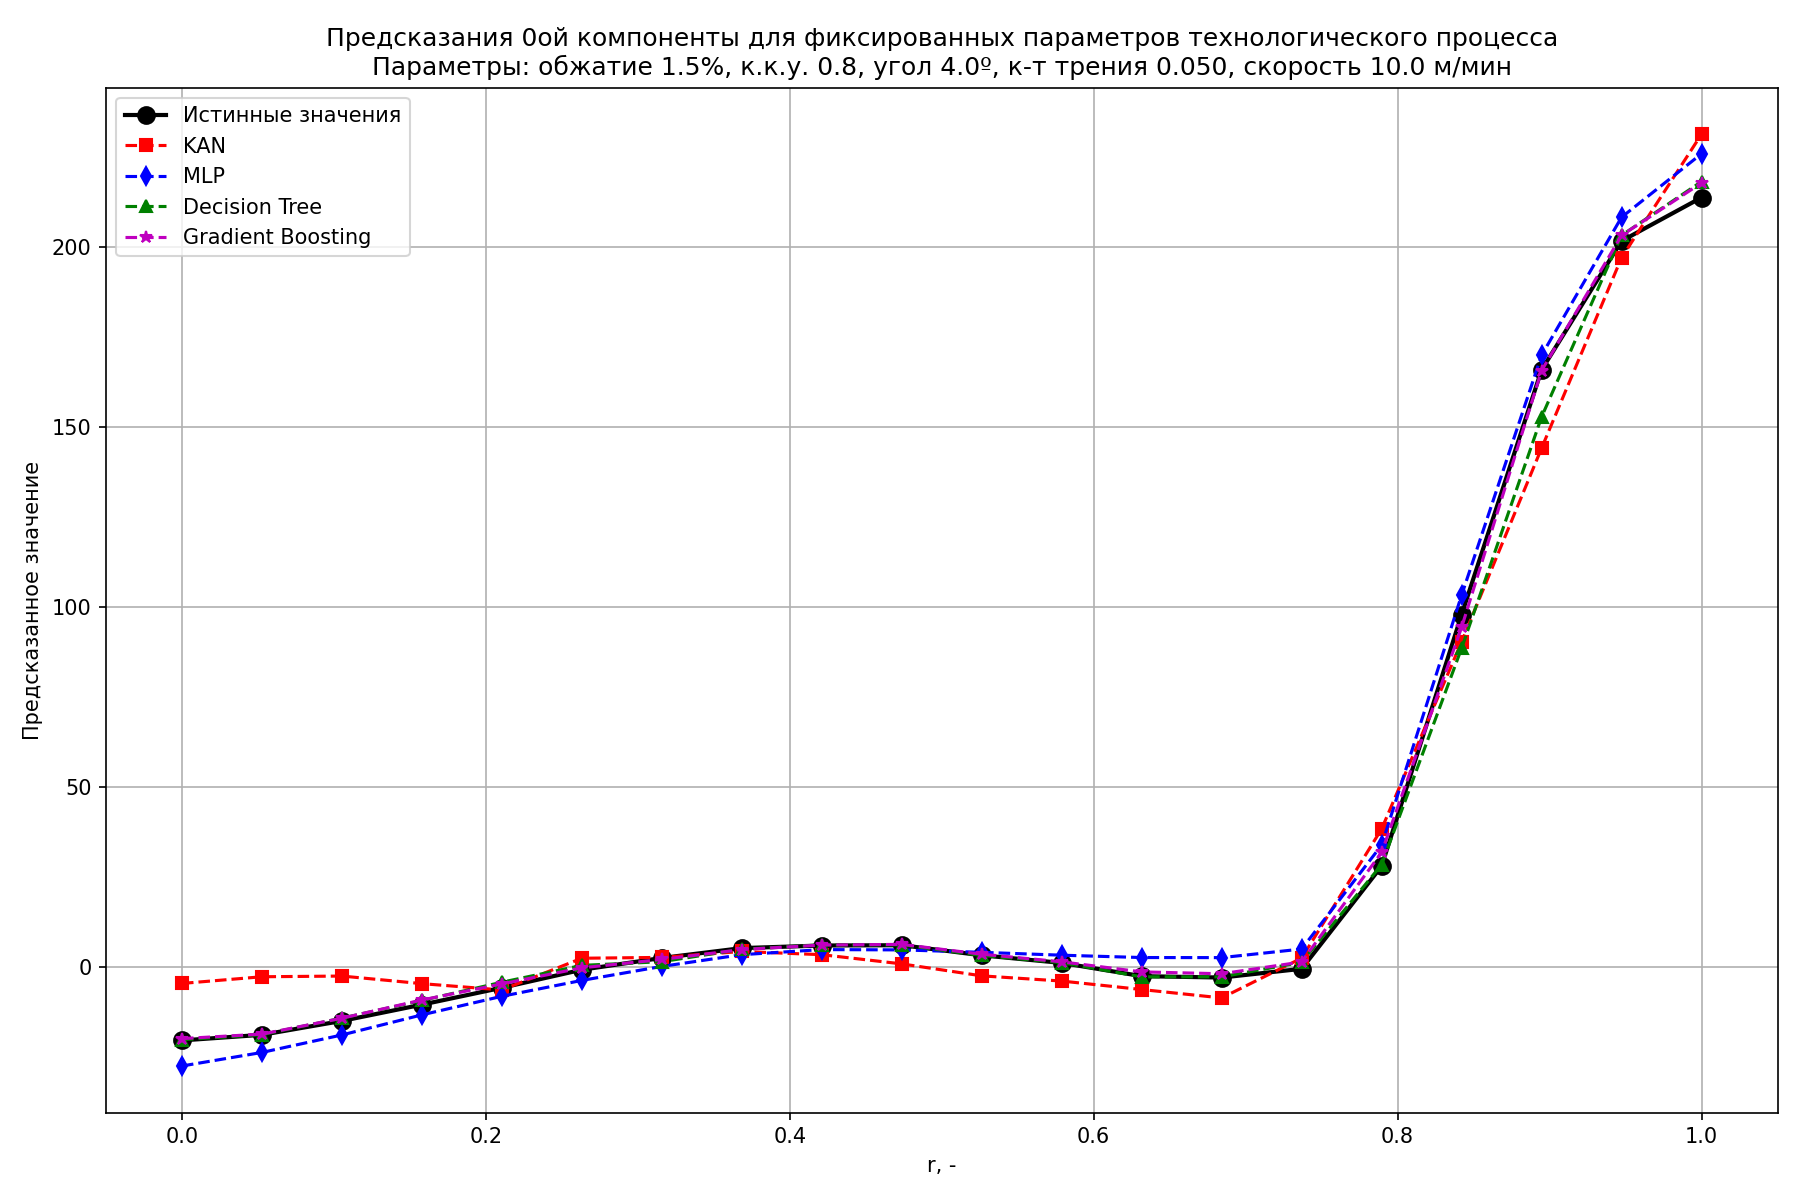 Предсказания 0ой компоненты для фиксированных параметров технологического процесса
Параметры: обжатие 1.5%, к.к.у. 0.8, угол 4.0º, к-т трения 0.050, скорость 10.0 м/мин
Истинные значения
KAN
MLP
Decision Tree
Gradient Boosting
Предсказанное значение
200
150
100
50
0
0.0
0.2
0.4
0.6
0.8
1.0
r, -